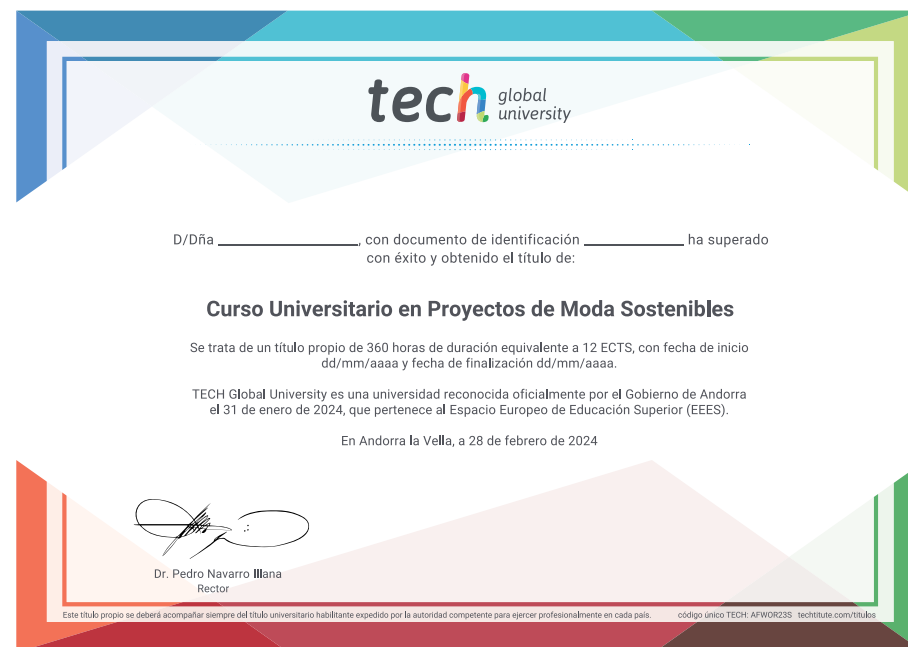 tech global university
D/Dña ____________________, con documento de identificación ______________ ha superado
con éxito y obtenido el título de:
Curso Universitario en Proyectos de Moda Sostenibles
Se trata de un título propio de 360 horas de duración equivalente a 12 ECTS, con fecha de inicio
dd/mm/aaaa y fecha de finalización dd/mm/aaaa.
TECH Global University es una universidad reconocida oficialmente por el Gobierno de Andorra
el 31 de enero de 2024, que pertenece al Espacio Europeo de Educación Superior (EEES).
En Andorra la Vella, a 28 de febrero de 2024
Dr. Pedro Navarro Illana
Rector
Este título propio se deberá acompañar siempre del título universitario habilitante expedido por la autoridad competente para ejercer profesionalmente en cada país. código único TECH: AFWOR23S techtitute.com/titulos